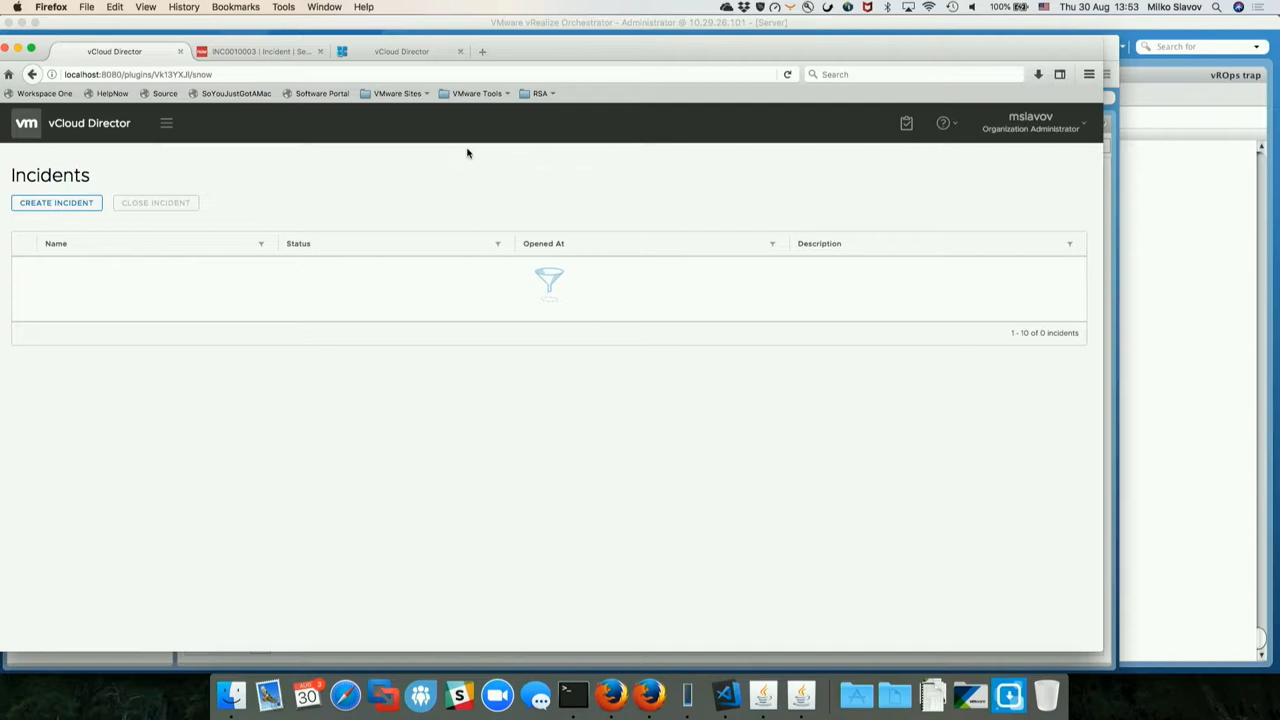 Firefox File Edit View History Bookmarks Tools Window Help 100% Thu 30 Aug 13:53 Milko Slavov
VMware vRealize Orchestrator - Administrator @ 10.29.26.101 - [Server]
vCloud Director INC0010003 | Incident | Se... vCloud Director
Search for
localhost:8080/plugins/Vk13YXJl/snow Search
vROps trap
Workspace One HelpNow Source SoYouJustGotAMac Software Portal VMware Sites VMware Tools RSA
vm vCloud Director
mslavov
Organization Administrator
Incidents
CREATE INCIDENT CLOSE INCIDENT
Name Status Opened At Description
1 - 10 of 0 incidents
AUG
30